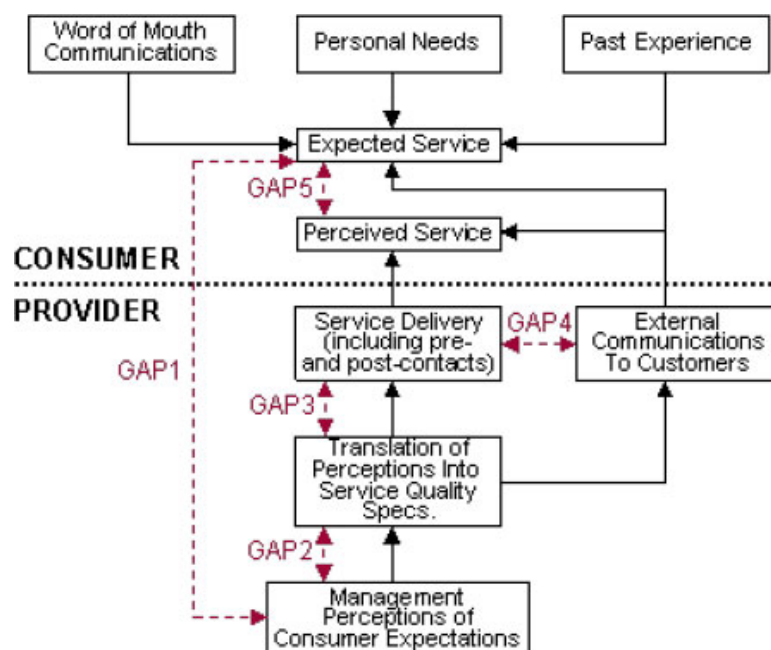 Word of Mouth
Communications
Personal Needs
Past Experience
Expected Service
GAP5
Perceived Service
CONSUMER
PROVIDER
Service Delivery
(including pre-
and post-contacts)
GAP4
External
Communications
To Customers
GAP1
GAP3
Translation of
Perceptions Into
Service Quality
Specs.
GAP2
Management
Perceptions of
Consumer Expectations